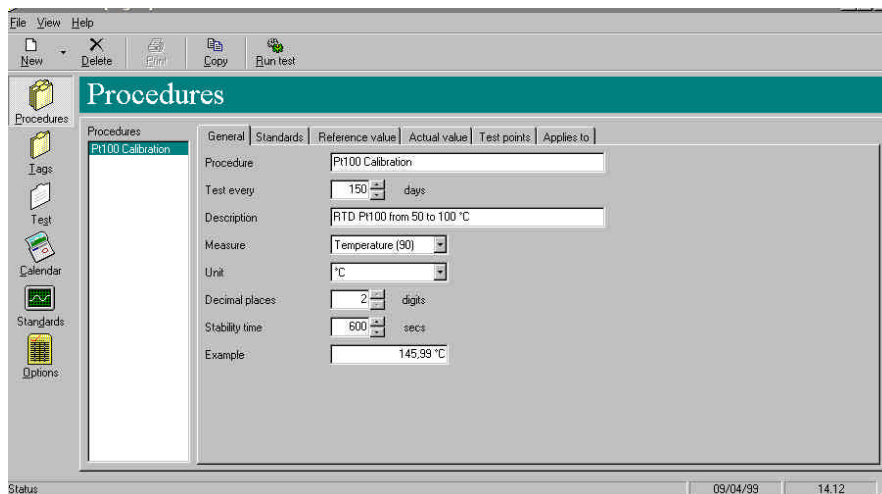 File View Help
New Delete Print Copy Run test
Procedures
Procedures
Tags
Test
Calendar
Standards
Options
Procedures
Pt100 Calibration
General Standards Reference value Actual value Test points Applies to
Procedure Pt100 Calibration
Test every 150 days
Description RTD Pt100 from 50 to 100 °C
Measure Temperature (90)
Unit °C
Decimal places 2 digits
Stability time 600 secs
Example 145,99 °C
Status 09/04/99 14.12